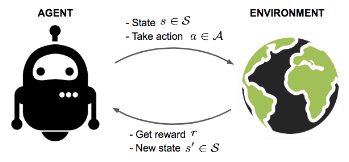 AGENT
ENVIRONMENT
- State s ∈ 𝒮
- Take action a ∈ 𝒜
- Get reward r
- New state s′ ∈ 𝒮